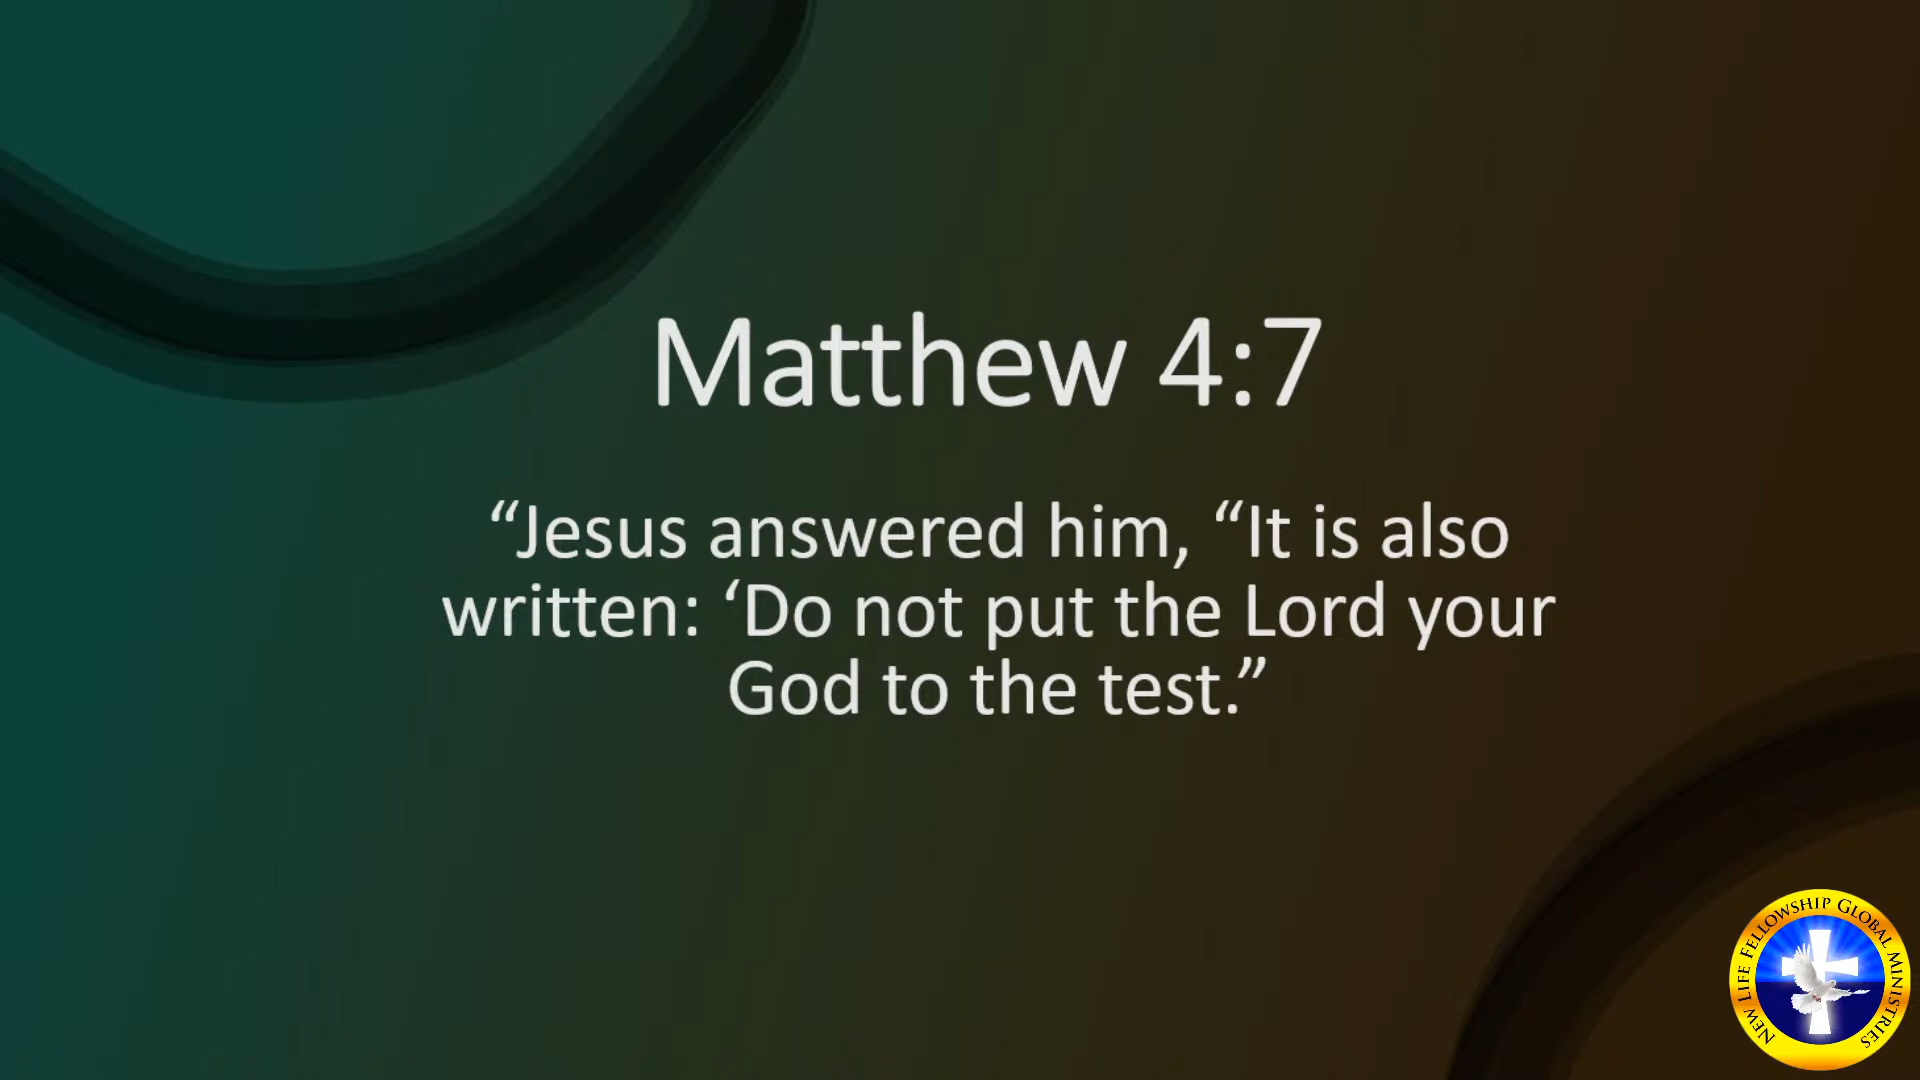 Matthew 4:7
“Jesus answered him, “It is also
written: ‘Do not put the Lord your
God to the test.”
NEW LIFE FELLOWSHIP GLOBAL MINISTRIES